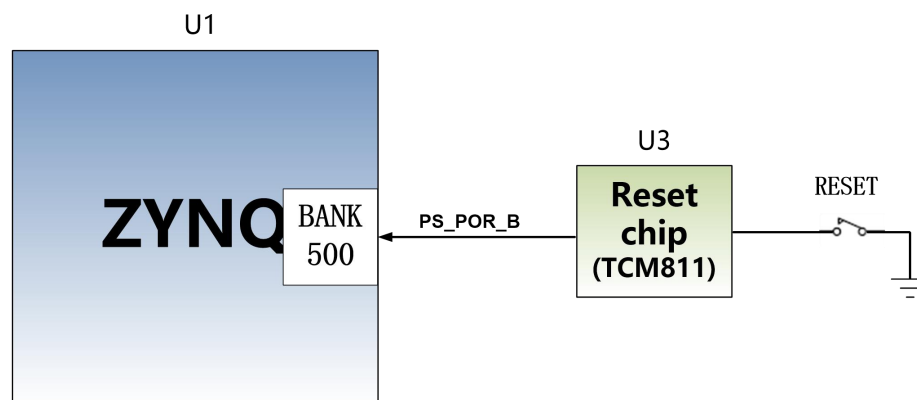 U1
U3
Reset
chip
(TCM811)
RESET
ZYNQ
BANK
500
PS_POR_B